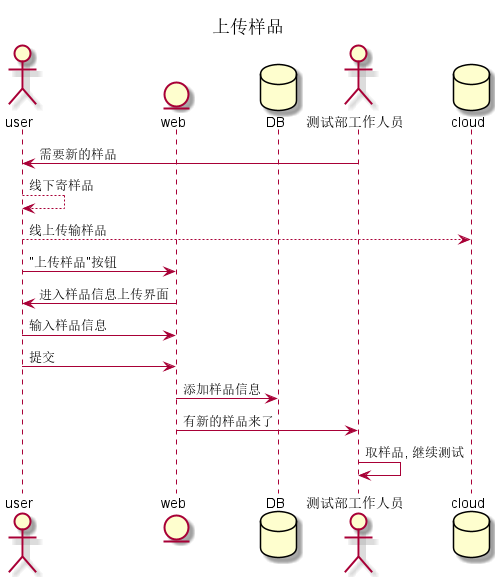 上传样品
user
web
DB
测试部工作人员
cloud
需要新的样品
线下寄样品
线上传输样品
"上传样品"按钮
进入样品信息上传界面
输入样品信息
提交
添加样品信息
有新的样品来了
取样品, 继续测试
user
web
DB
测试部工作人员
cloud